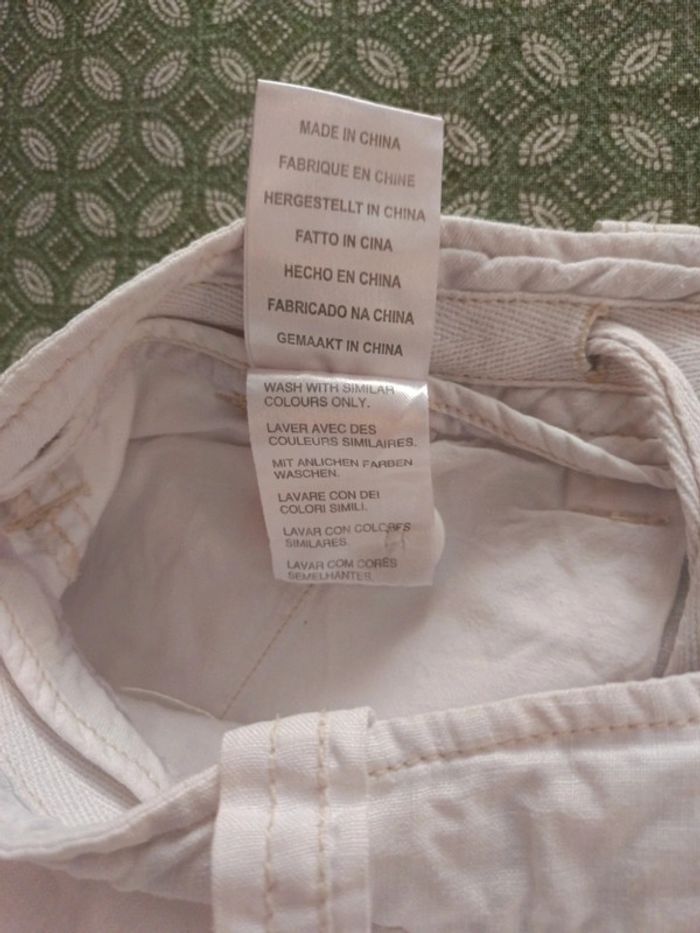 MADE IN CHINA
FABRIQUE EN CHINE
HERGESTELLT IN CHINA
FATTO IN CINA
HECHO EN CHINA
FABRICADO NA CHINA
GEMAAKT IN CHINA
WASH WITH SIMILAR
COLOURS ONLY.
LAVER AVEC DES
COULEURS SIMILAIRES.
MIT ANLICHEN FARBEN
WASCHEN.
LAVARE CON DEI
COLORI SIMILI.
LAVAR CON COLORES
SIMILARES
LAVAR COM CORES
SEMELHANTES.